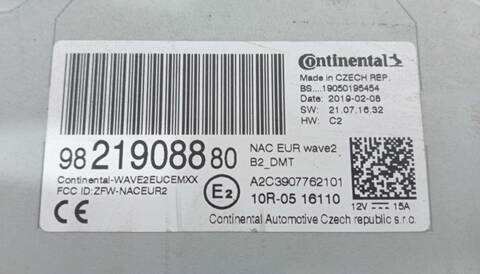 Continental
Made in CZECH REP.
BS....19050195454
Date: 2019-02-08
SW: 21.07.16.32
HW: C2
98 219088 80
NAC EUR wave2
B2_DMT
Continental-WAVE2EUCEMXX
FCC ID:ZFW-NACEUR2
CE
E2
A2C3907762101
10R-05 16110
12V 15A
Continental Automotive Czech republic s.r.o.